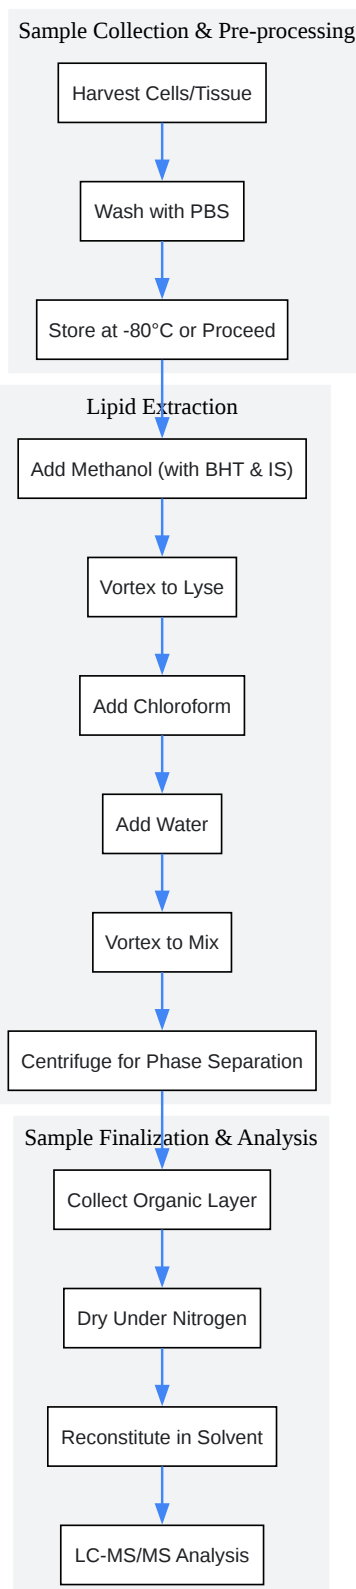 Sample Collection & Pre-processing
Harvest Cells/Tissue
Wash with PBS
Store at -80°C or Proceed
Lipid Extraction
Add Methanol (with BHT & IS)
Vortex to Lyse
Add Chloroform
Add Water
Vortex to Mix
Centrifuge for Phase Separation
Sample Finalization & Analysis
Collect Organic Layer
Dry Under Nitrogen
Reconstitute in Solvent
LC-MS/MS Analysis